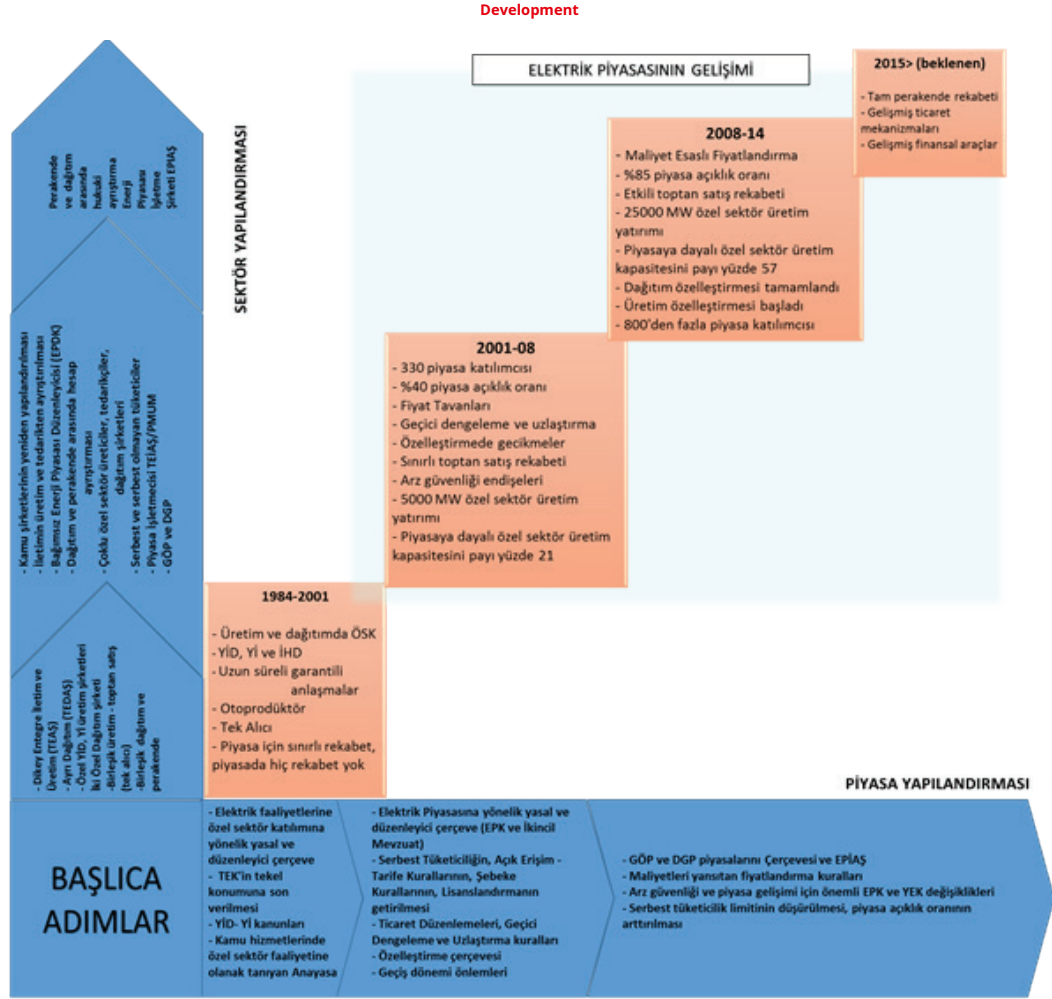 Development
ELEKTRİK PİYASASININ GELİŞİMİ
2015> (beklenen)
- Tam perakende rekabeti
- Gelişmiş ticaret
mekanizmaları
- Gelişmiş finansal araçlar
2008-14
- Maliyet Esaslı Fiyatlandırma
- %85 piyasa açıklık oranı
- Etkili toptan satış rekabeti
- 25000 MW özel sektör üretim
yatırımı
- Piyasaya dayalı özel sektör üretim
kapasitesini payı yüzde 57
- Dağıtım özelleştirmesi tamamlandı
- Üretim özelleştirmesi başladı
- 800'den fazla piyasa katılımcısı
2001-08
- 330 piyasa katılımcısı
- %40 piyasa açıklık oranı
- Fiyat Tavanları
- Geçici dengeleme ve uzlaştırma
- Özelleştirmede gecikmeler
- Sınırlı toptan satış rekabeti
- Arz güvenliği endişeleri
- 5000 MW özel sektör üretim
yatırımı
- Piyasaya dayalı özel sektör üretim
kapasitesini payı yüzde 21
1984-2001
- Üretim ve dağıtımda ÖSK
- YİD, Yİ ve İHD
- Uzun süreli garantili
anlaşmalar
- Otoprodüktör
- Tek Alıcı
- Piyasa için sınırlı rekabet,
piyasada hiç rekabet yok
SEKTÖR YAPILANDIRMASI
Perakende
ve dağıtım
arasında
hukuki
ayrıştırma
Enerji
Piyasası
İşletme
Şirketi EPİAŞ
- Kamu şirketlerinin yeniden yapılandırılması
- İletimin üretim ve tedarikten ayrıştırılması
- Bağımsız Enerji Piyasası Düzenleyicisi (EPDK)
- Dağıtım ve perakende arasında hesap
ayrıştırması
- Çoklu özel sektör üreticiler, tedarikçiler,
dağıtım şirketleri
- Serbest ve serbest olmayan tüketiciler
- Piyasa İşletmecisi TEİAŞ/PMUM
- GÖP ve DGP
- Dikey Entegre İletim ve
Üretim (TEAŞ)
- Ayrı Dağıtım (TEDAŞ)
- Özel YİD, Yİ üretim şirketleri
İki Özel Dağıtım şirketi
-Birleşik üretim - toptan satış
(tek alıcı)
-Birleşik dağıtım ve
perakende
PİYASA YAPILANDIRMASI
BAŞLICA
ADIMLAR
- Elektrik faaliyetlerine
özel sektör katılımına
yönelik yasal ve
düzenleyici çerçeve
- TEK'in tekel
konumuna son
verilmesi
- YİD- Yİ kanunları
- Kamu hizmetlerinde
özel sektör faaliyetine
olanak tanıyan Anayasa
- Elektrik Piyasasına yönelik yasal ve
düzenleyici çerçeve (EPK ve İkincil
Mevzuat)
- Serbest Tüketiciliğin, Açık Erişim -
Tarife Kurallarının, Şebeke
Kurallarının, Lisanslandırmanın
getirilmesi
- Ticaret Düzenlemeleri, Geçici
Dengeleme ve Uzlaştırma kuralları
- Özelleştirme çerçevesi
- Geçiş dönemi önlemleri
- GÖP ve DGP piyasalarını Çerçevesi ve EPİAŞ
- Maliyetleri yansıtan fiyatlandırma kuralları
- Arz güvenliği ve piyasa gelişimi için önemli EPK ve YEK değişiklikleri
- Serbest tüketicilik limitinin düşürülmesi, piyasa açıklık oranının
arttırılması